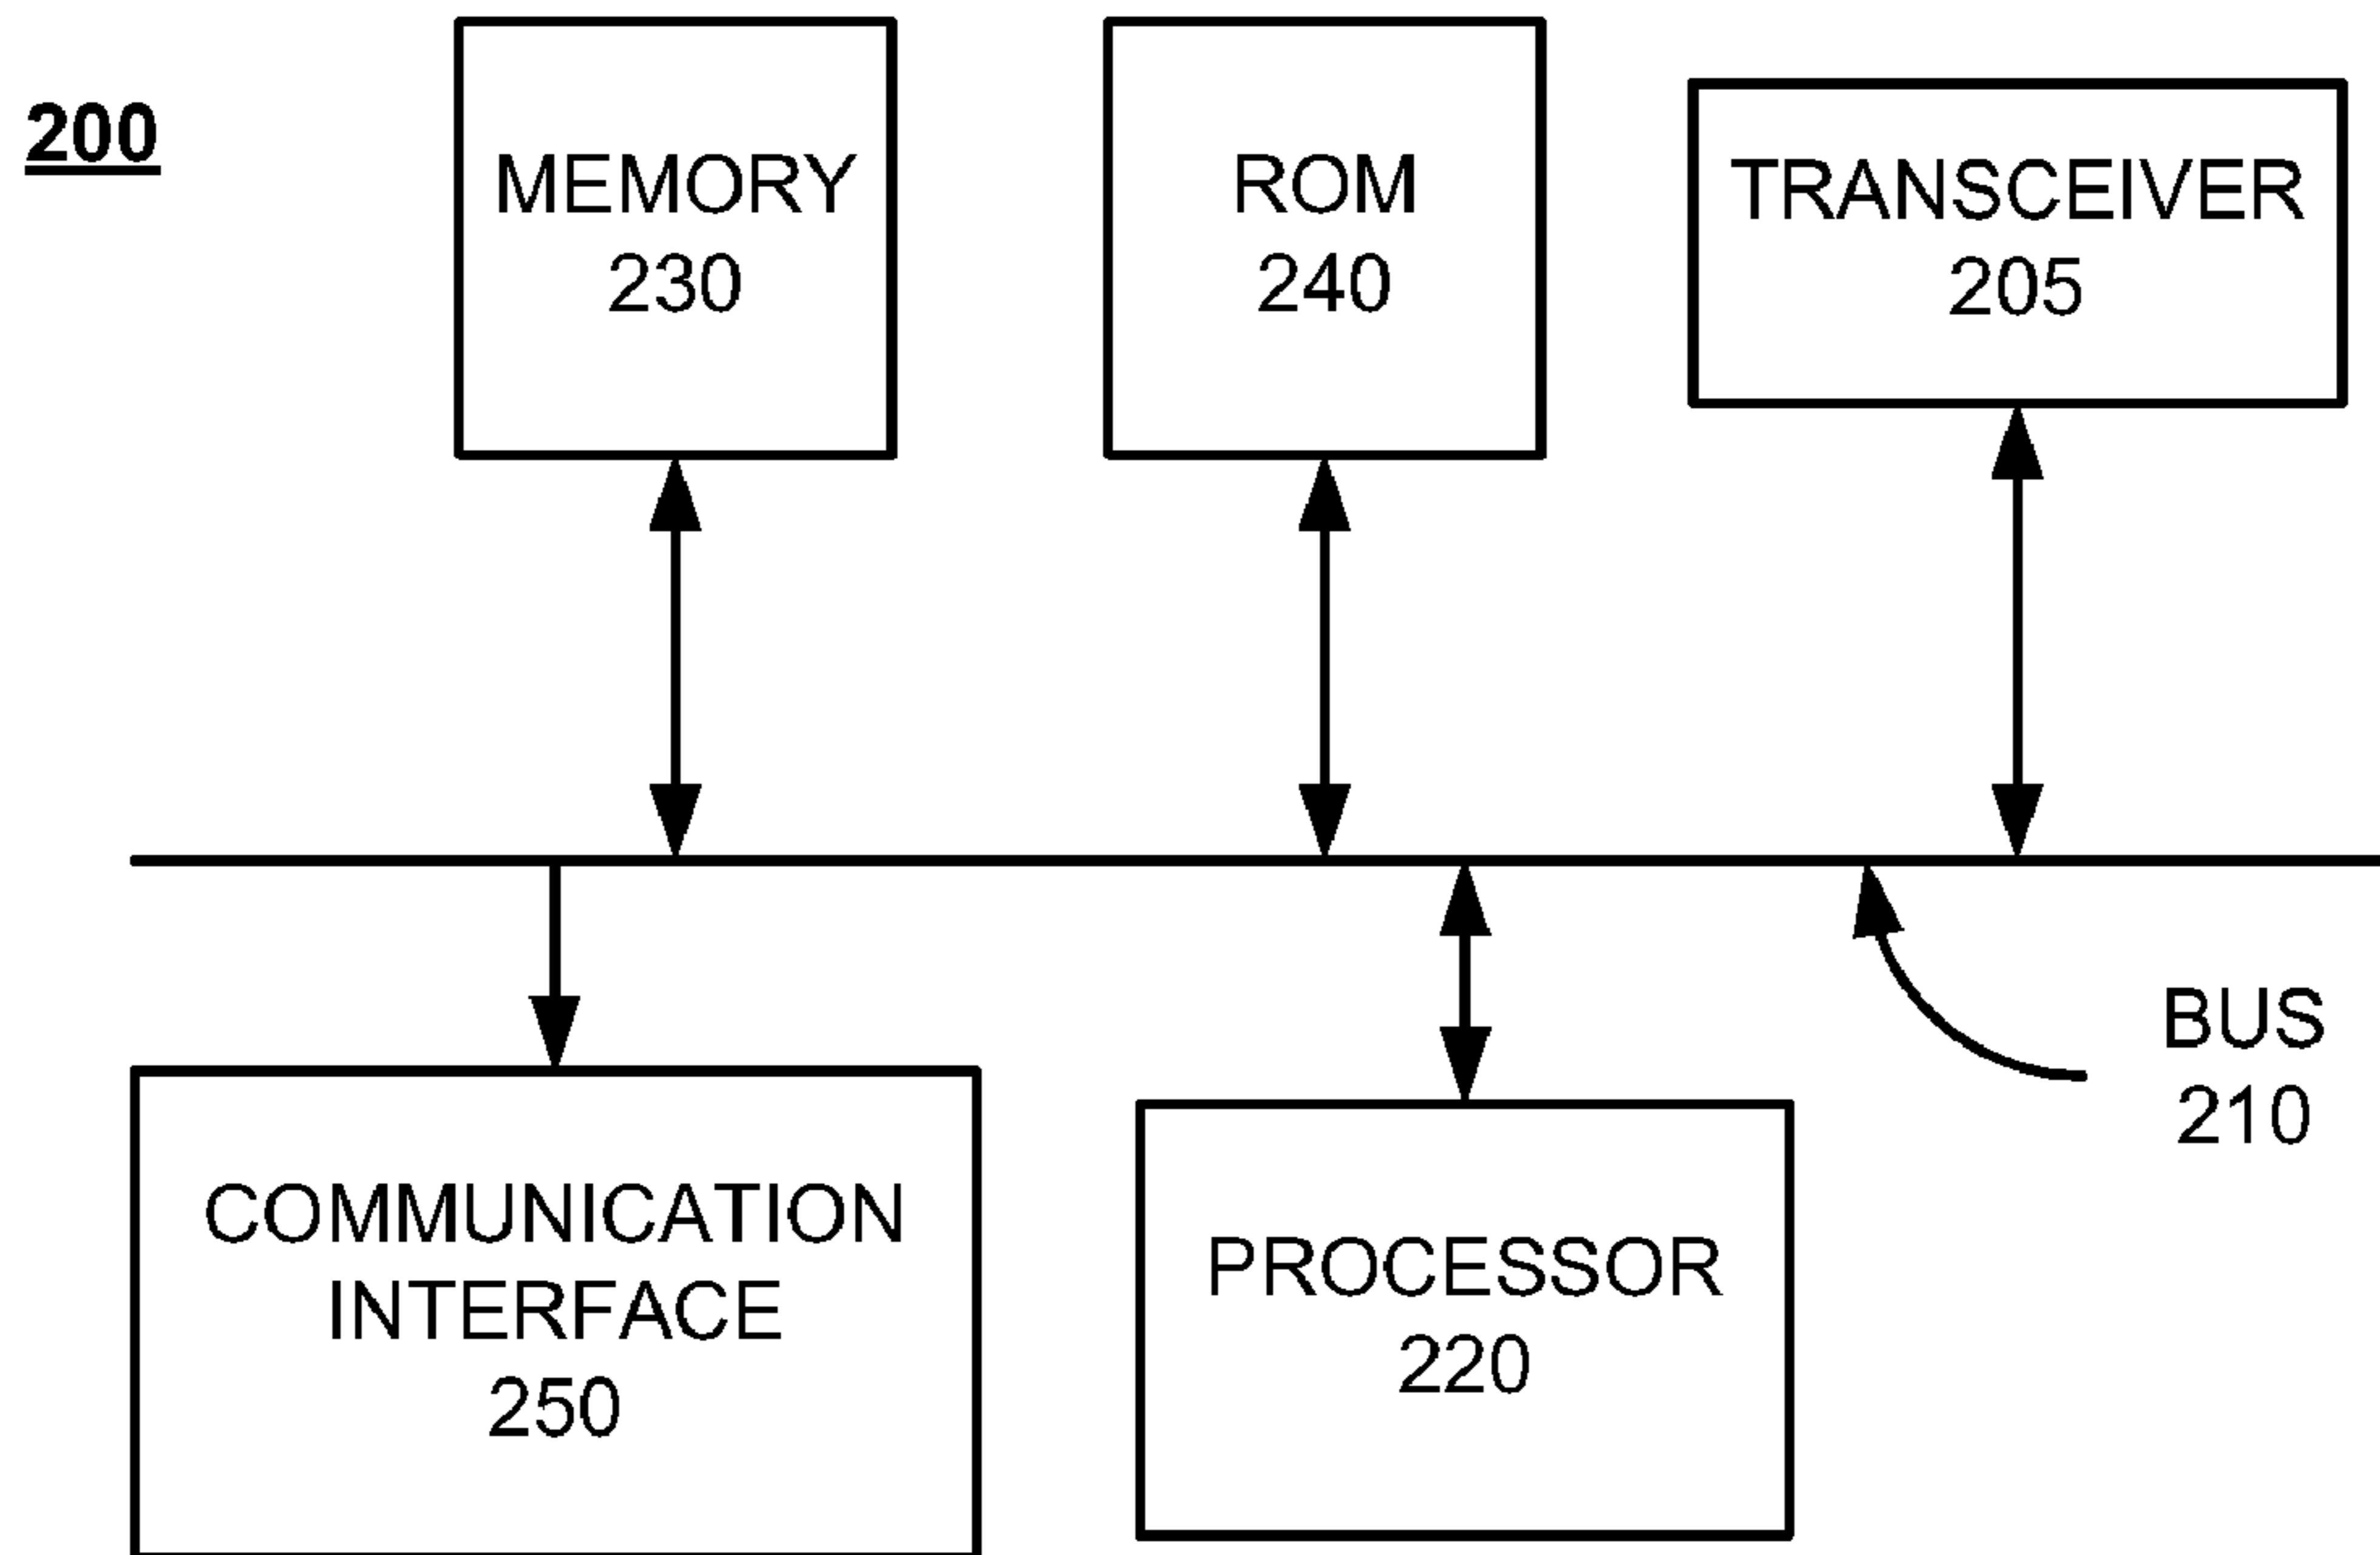 200
MEMORY
230
ROM
240
TRANSCEIVER
205
BUS
210
COMMUNICATION
INTERFACE
250
PROCESSOR
220